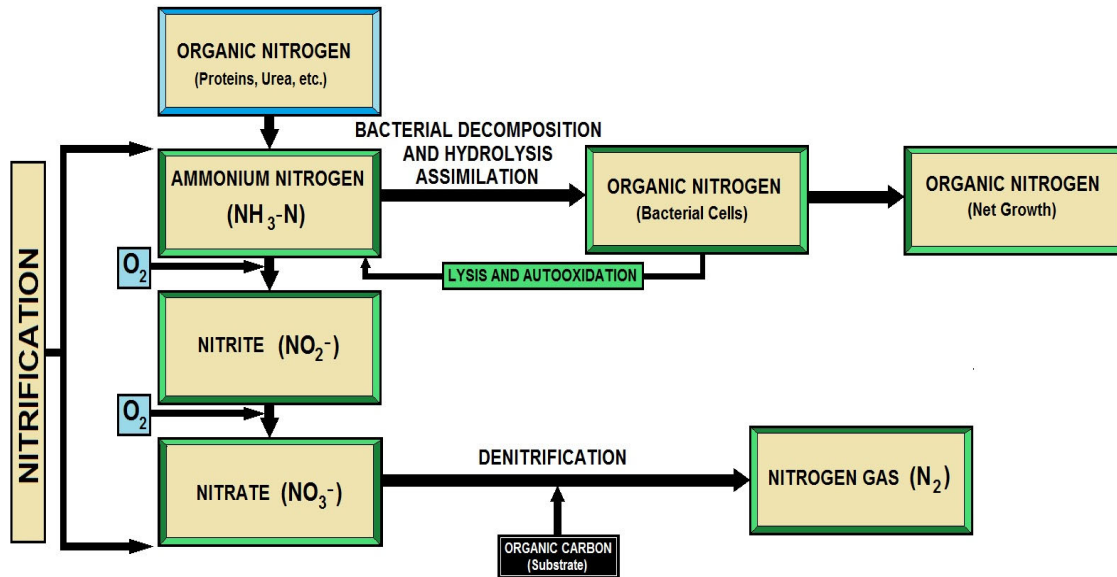 ORGANIC NITROGEN
(Proteins, Urea, etc.)
BACTERIAL DECOMPOSITION
AND HYDROLYSIS
ASSIMILATION
AMMONIUM NITROGEN
(NH₃-N)
ORGANIC NITROGEN
(Bacterial Cells)
ORGANIC NITROGEN
(Net Growth)
O₂
LYSIS AND AUTOOXIDATION
NITRIFICATION
NITRITE (NO₂⁻)
O₂
NITRATE (NO₃⁻)
DENITRIFICATION
NITROGEN GAS (N₂)
ORGANIC CARBON
(Substrate)